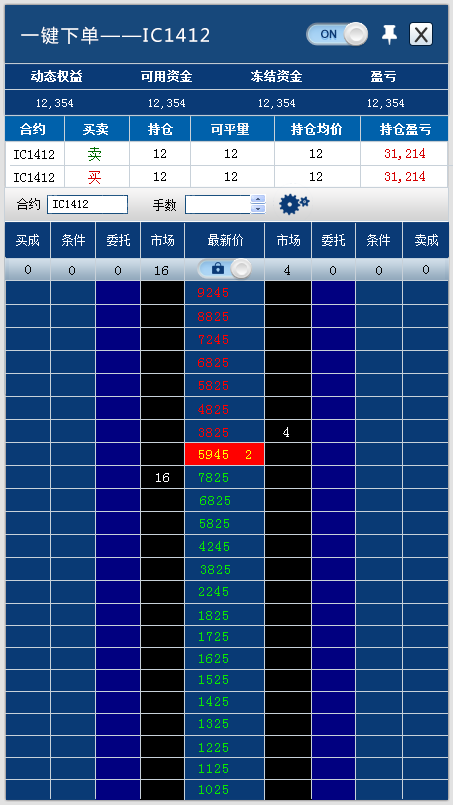 一键下单——IC1412 ON X
动态权益 可用资金 冻结资金 盈亏
12,354 12,354 12,354 12,354
合约 买卖 持仓 可平量 持仓均价 持仓盈亏
IC1412 卖 12 12 12 31,214
IC1412 买 12 12 12 31,214
合约 IC1412 手数
买成 条件 委托 市场 最新价 市场 委托 条件 卖成
0 0 0 16 4 0 0 0
9245
8825
7245
6825
5825
4825
3825 4
5945 2
16 7825
6825
5825
4245
3825
2245
1825
1725
1625
1525
1425
1325
1225
1125
1025